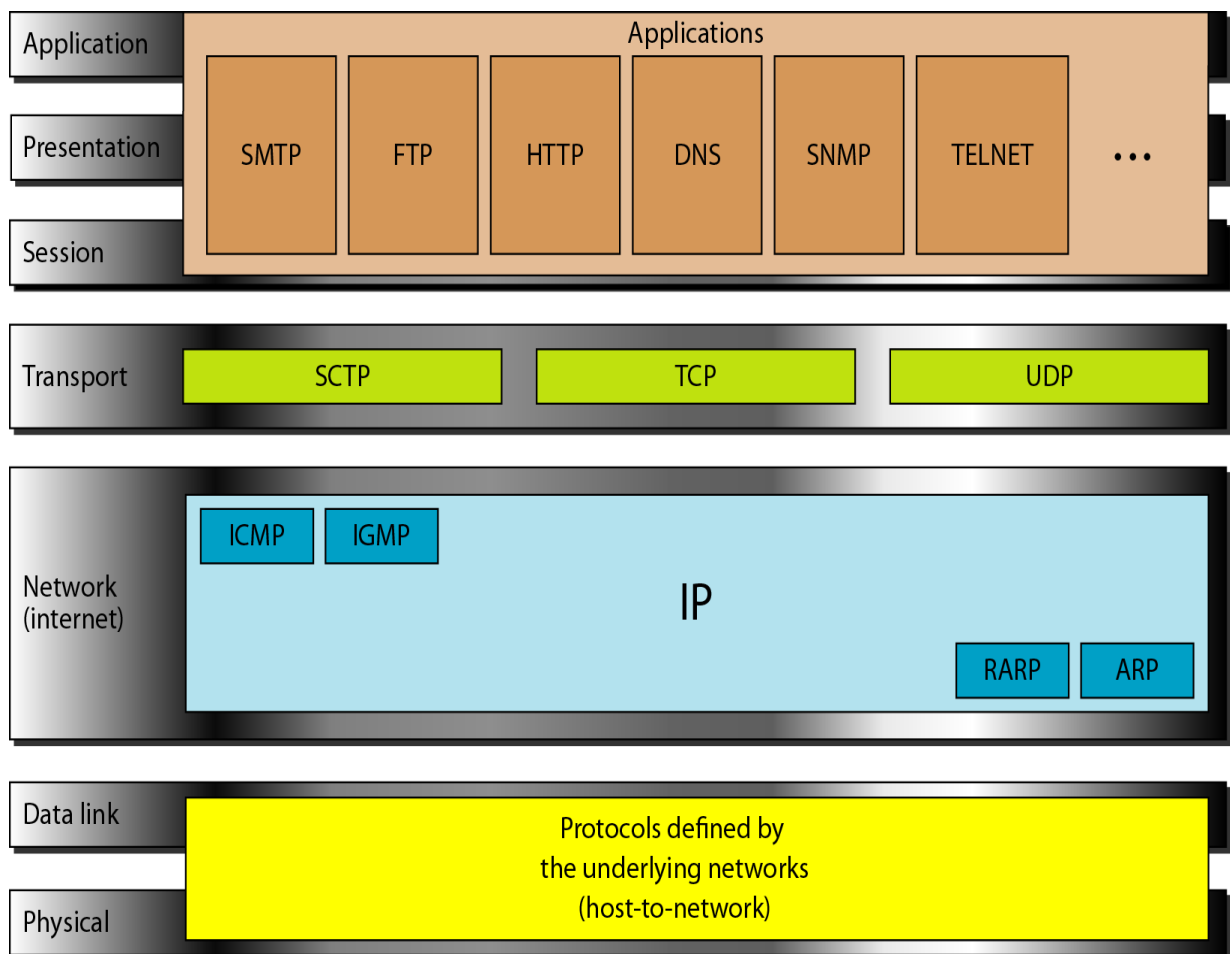 Application
Applications
Presentation
SMTP
FTP
HTTP
DNS
SNMP
TELNET
...
Session
Transport
SCTP
TCP
UDP
Network
(internet)
ICMP
IGMP
IP
RARP
ARP
Data link
Physical
Protocols defined by
the underlying networks
(host-to-network)